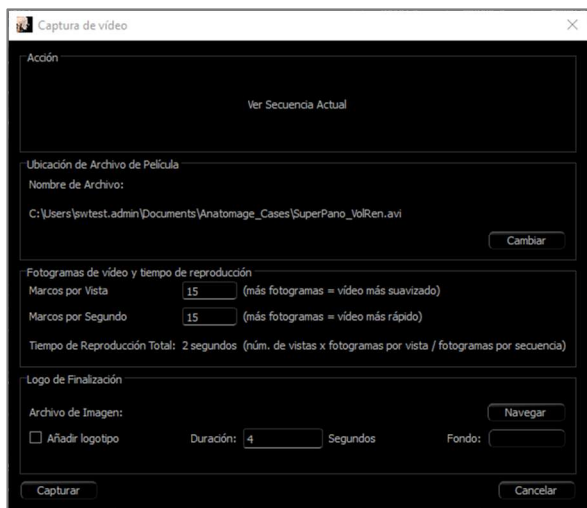 Captura de vídeo
Acción
Ver Secuencia Actual
Ubicación de Archivo de Película
Nombre de Archivo:
C:\Users\swtest.admin\Documents\Anatomage_Cases\SuperPano_VolRen.avi
Cambiar
Fotogramas de vídeo y tiempo de reproducción
Marcos por Vista 15 (más fotogramas = vídeo más suavizado)
Marcos por Segundo 15 (más fotogramas = vídeo más rápido)
Tiempo de Reproducción Total: 2 segundos (núm. de vistas x fotogramas por vista / fotogramas por secuencia)
Logo de Finalización
Archivo de Imagen: Navegar
Añadir logotipo Duración: 4 Segundos Fondo:
Capturar Cancelar